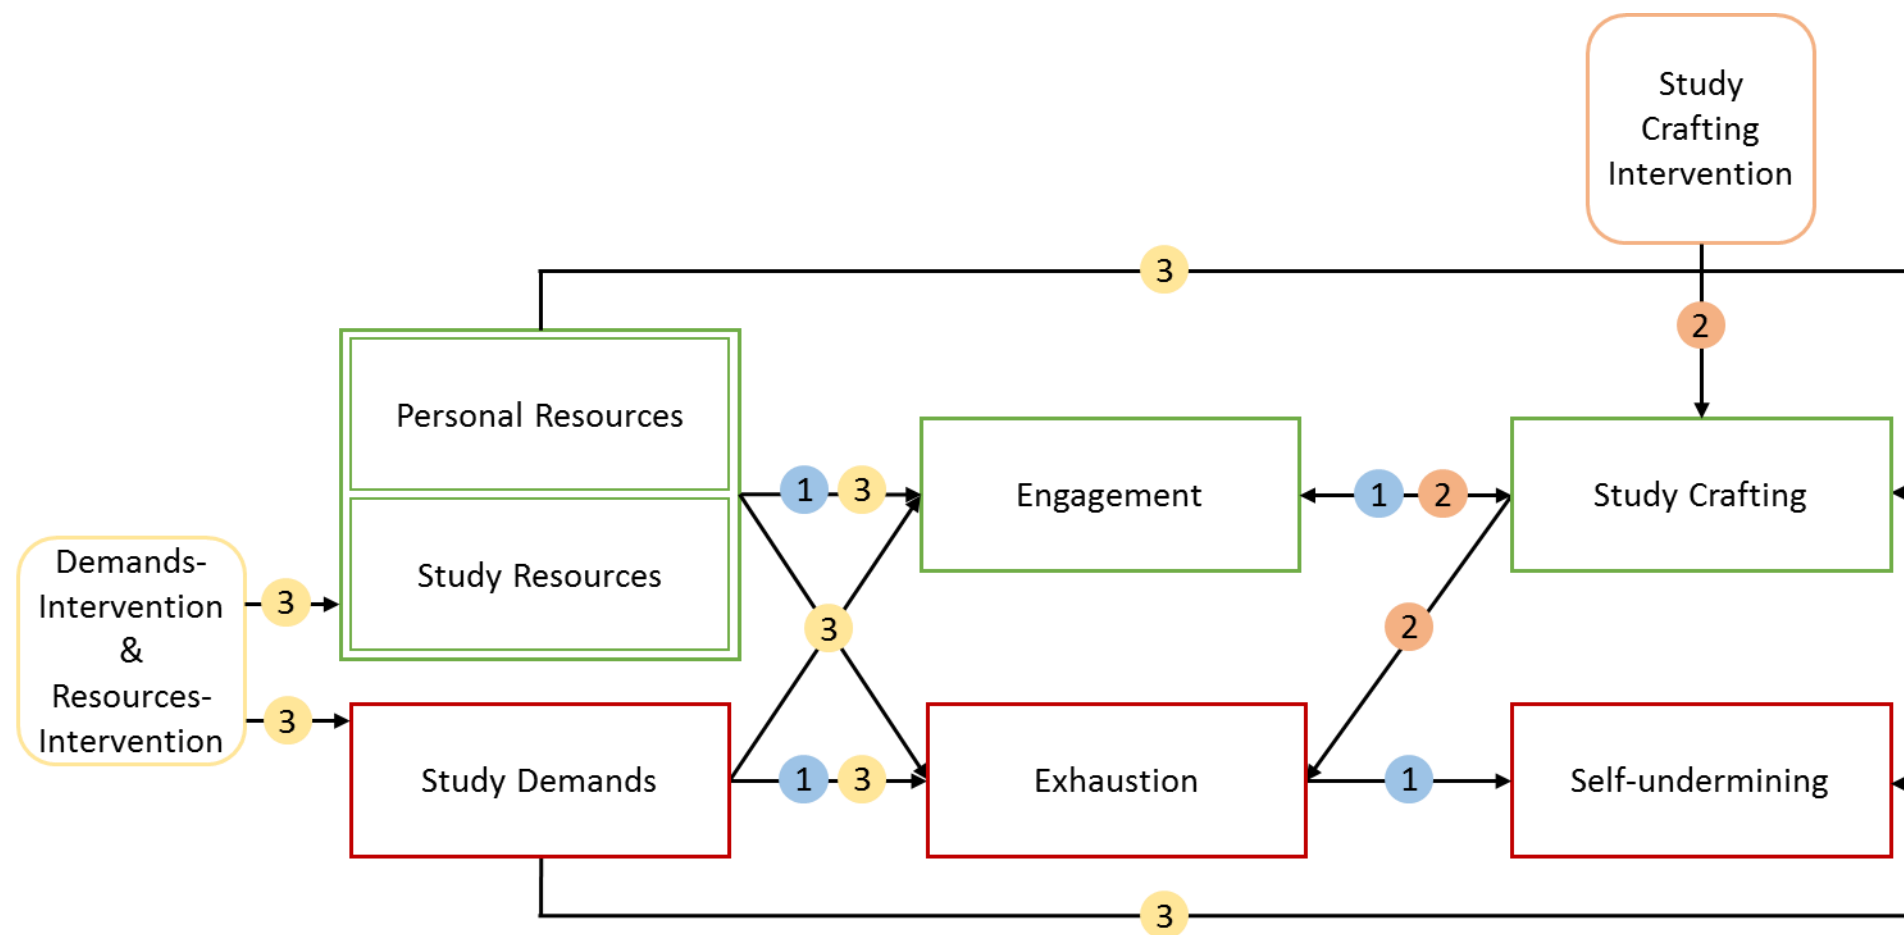 Study
Crafting
Intervention
3
2
Personal Resources
Study Resources
1 3
Engagement
1 2
Study Crafting
Demands-
Intervention
&
Resources-
Intervention
3
3
3
2
Study Demands
1 3
Exhaustion
1
Self-undermining
3